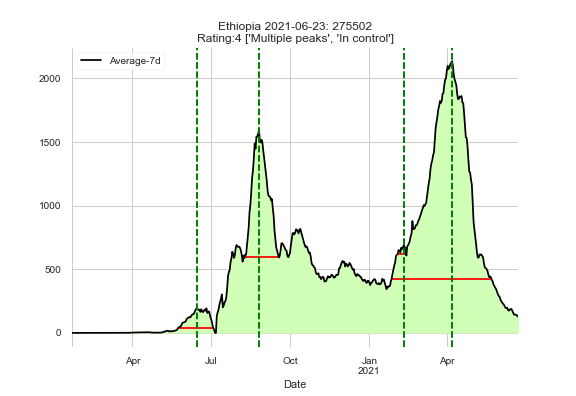 Ethiopia 2021-06-23: 275502
Rating:4 ['Multiple peaks', 'In control']
Average-7d
2000
1500
1000
500
0
Apr Jul Oct Jan Apr
2021
Date